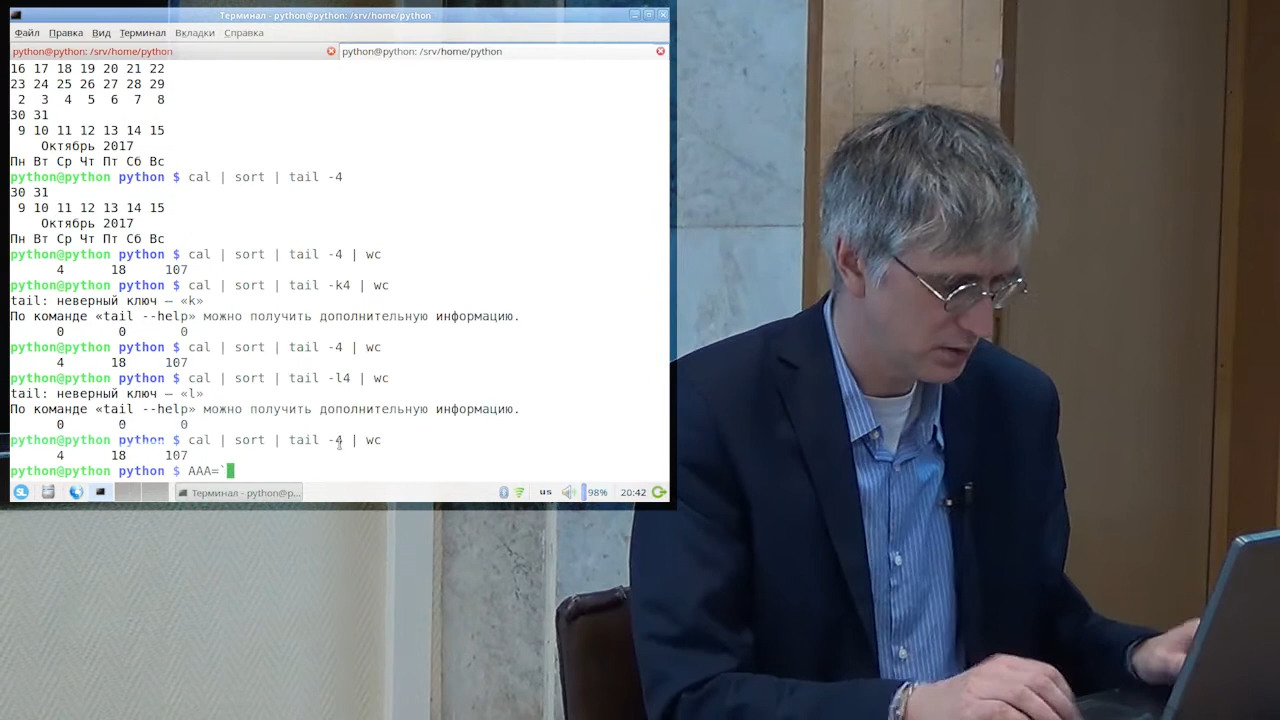 Терминал - python@python: /srv/home/python
Файл Правка Вид Терминал Вкладки Справка
python@python: /srv/home/python python@python: /srv/home/python
16 17 18 19 20 21 22
23 24 25 26 27 28 29
2 3 4 5 6 7 8
30 31
9 10 11 12 13 14 15
Октябрь 2017
Пн Вт Ср Чт Пт Сб Вс
python@python python $ cal | sort | tail -4
30 31
9 10 11 12 13 14 15
Октябрь 2017
Пн Вт Ср Чт Пт Сб Вс
python@python python $ cal | sort | tail -4 | wc
4 18 107
python@python python $ cal | sort | tail -k4 | wc
tail: неверный ключ — «k»
По команде «tail --help» можно получить дополнительную информацию.
0 0 0
python@python python $ cal | sort | tail -4 | wc
4 18 107
python@python python $ cal | sort | tail -l4 | wc
tail: неверный ключ — «l»
По команде «tail --help» можно получить дополнительную информацию.
0 0 0
python@python python $ cal | sort | tail -4 | wc
4 18 107
python@python python $ AAA=`
SL Терминал - python@p... us 98% 20:42